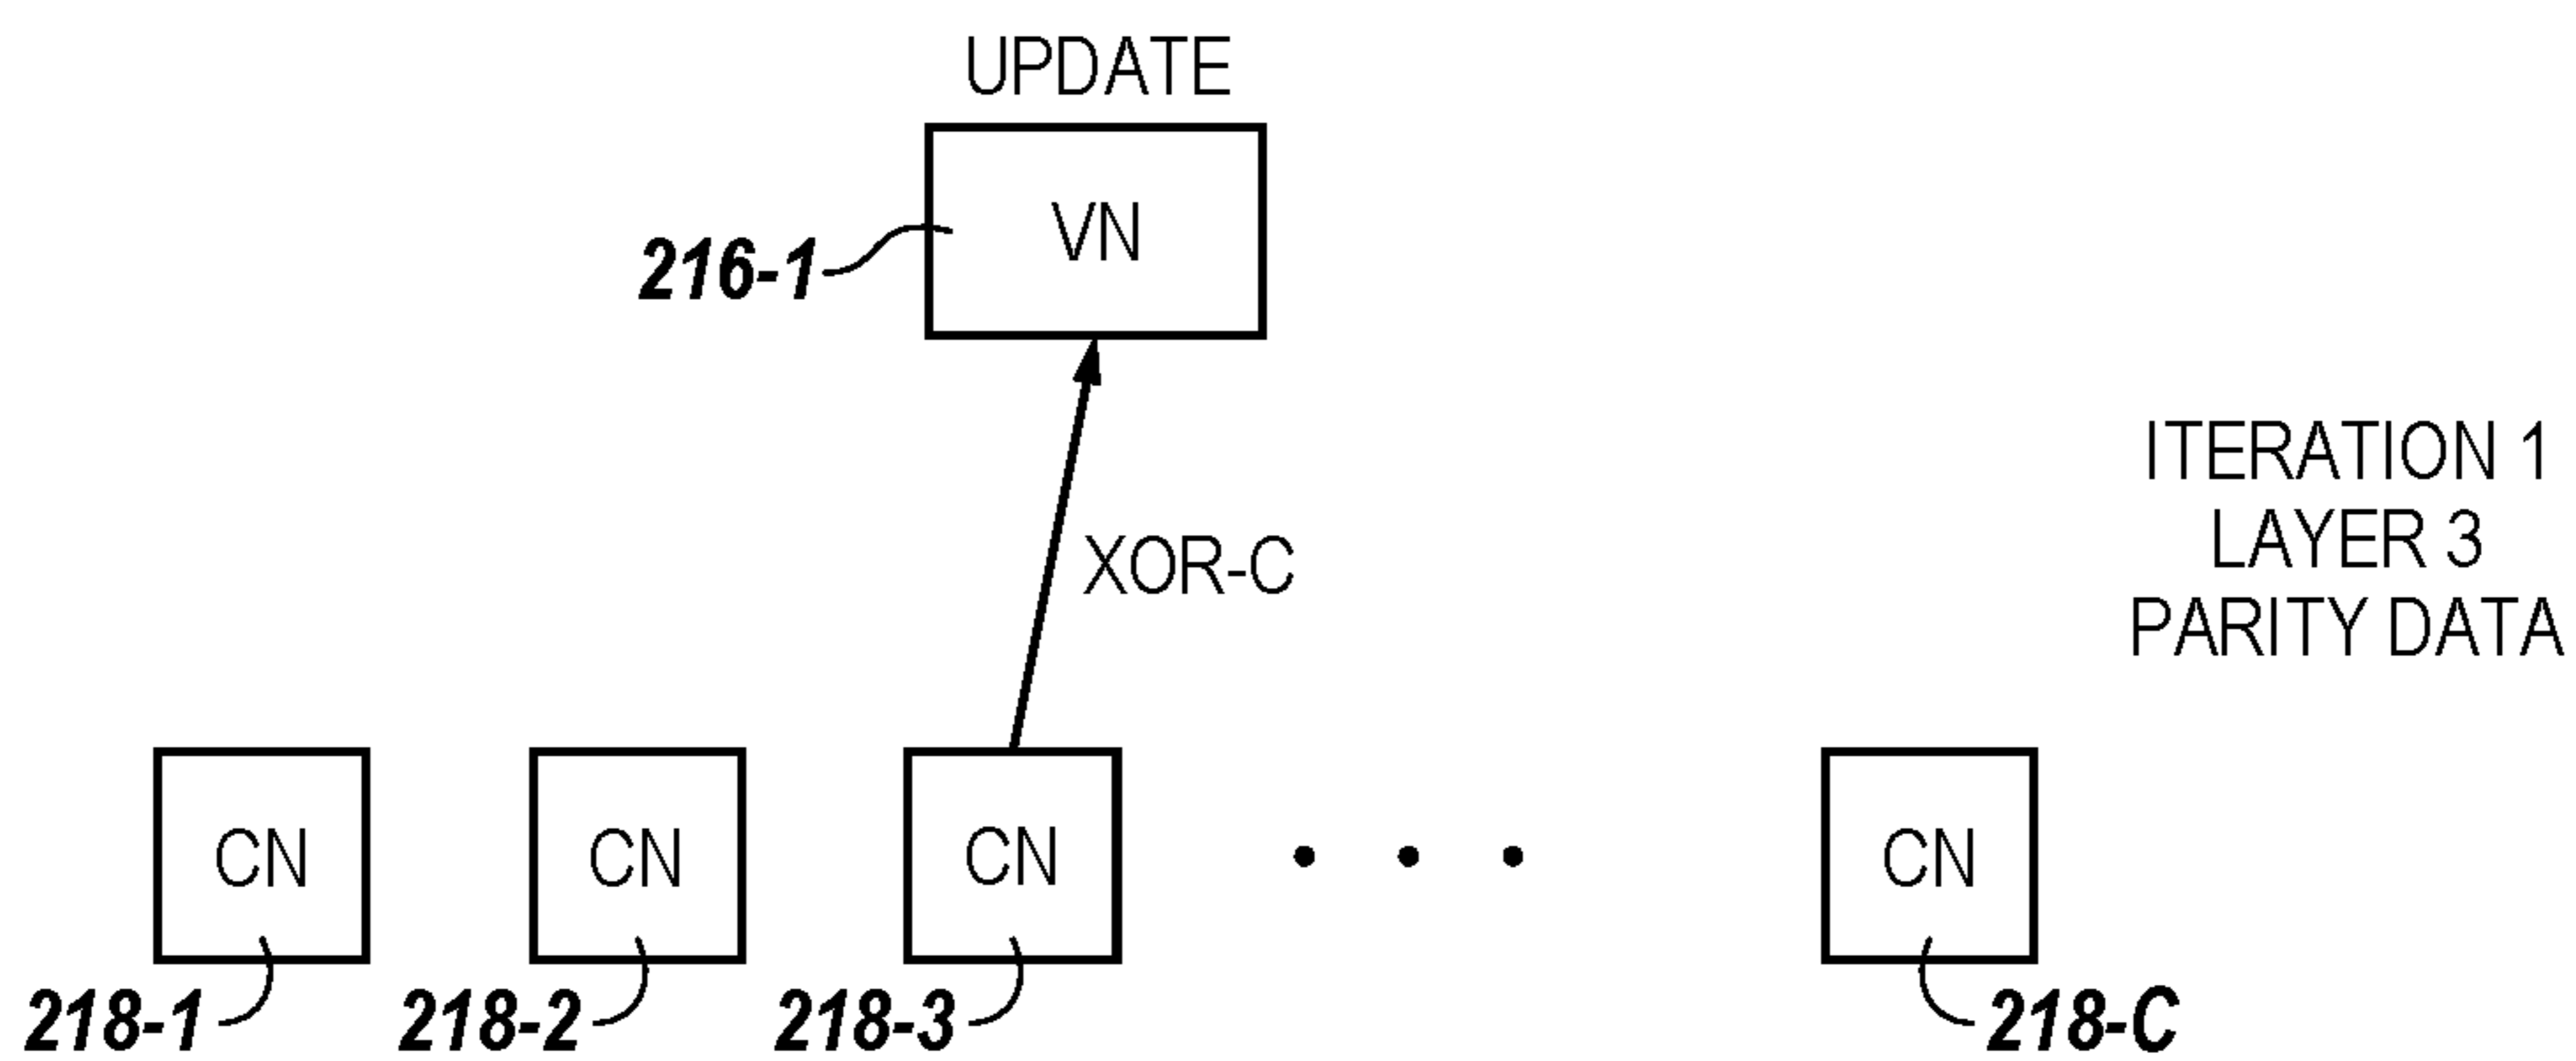 UPDATE
VN
216-1
XOR-C
ITERATION 1
LAYER 3
PARITY DATA
CN
CN
CN
CN
218-1
218-2
218-3
218-C